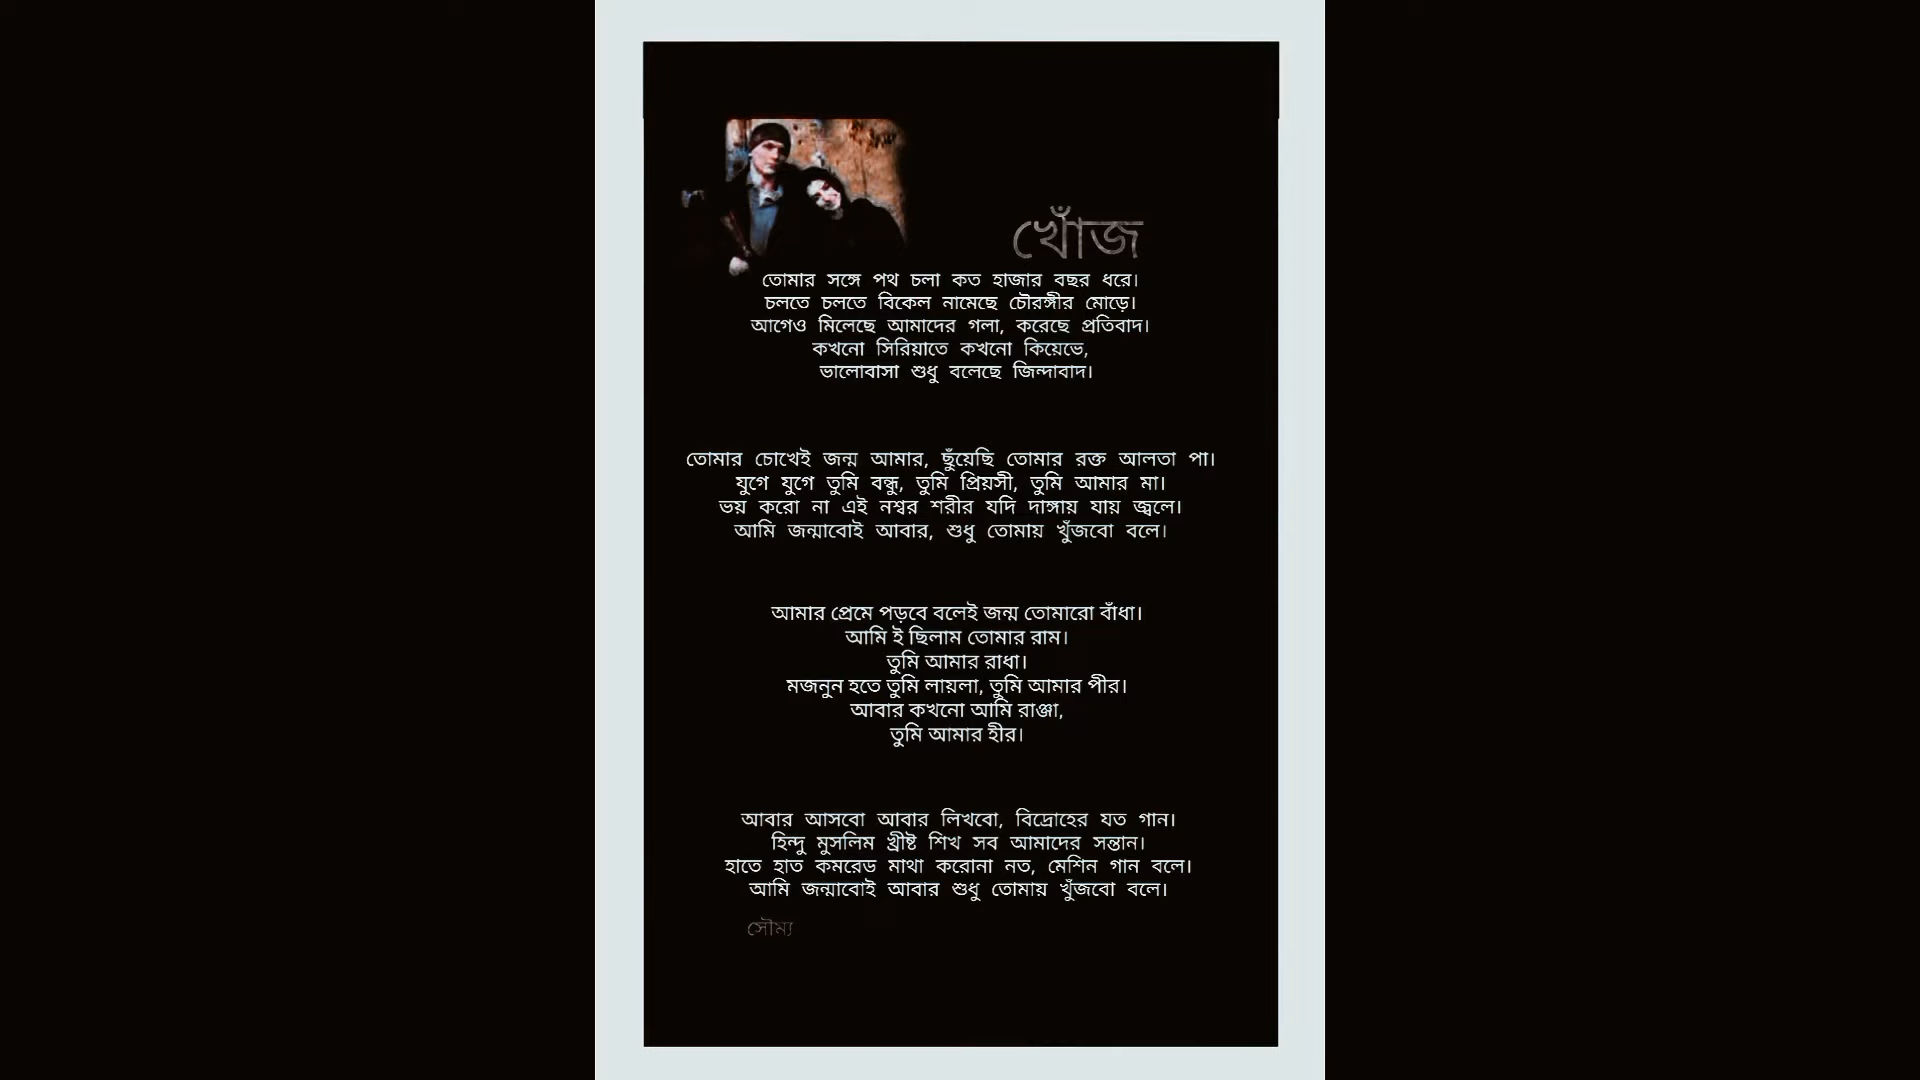 খোঁজ
তোমার সঙ্গে পথ চলা কত হাজার বছর ধরে।
চলতে চলতে বিকেল নামেছে চৌরঙ্গীর মোড়ে।
আগেও মিলেছে আমাদের গলা, করেছে প্রতিবাদ।
কখনো সিরিয়াতে কখনো কিয়েভে,
ভালোবাসা শুধু বলেছে জিন্দাবাদ।
তোমার চোখেই জন্ম আমার, ছুঁয়েছি তোমার রক্ত আলতা পা।
যুগে যুগে তুমি বন্ধু, তুমি প্রিয়সী, তুমি আমার মা।
ভয় করো না এই নশ্বর শরীর যদি দাঙ্গায় যায় জ্বলে।
আমি জন্মাবোই আবার, শুধু তোমায় খুঁজবো বলে।
আমার প্রেমে পড়বে বলেই জন্ম তোমারো বাঁধা।
আমি ই ছিলাম তোমার রাম।
তুমি আমার রাধা।
মজনুন হতে তুমি লায়লা, তুমি আমার পীর।
আবার কখনো আমি রাঞ্জা,
তুমি আমার হীর।
আবার আসবো আবার লিখবো, বিদ্রোহের যত গান।
হিন্দু মুসলিম খ্রীষ্ট শিখ সব আমাদের সন্তান।
হাতে হাত কমরেড মাথা করোনা নত, মেশিন গান বলে।
আমি জন্মাবোই আবার শুধু তোমায় খুঁজবো বলে।
সৌম্য